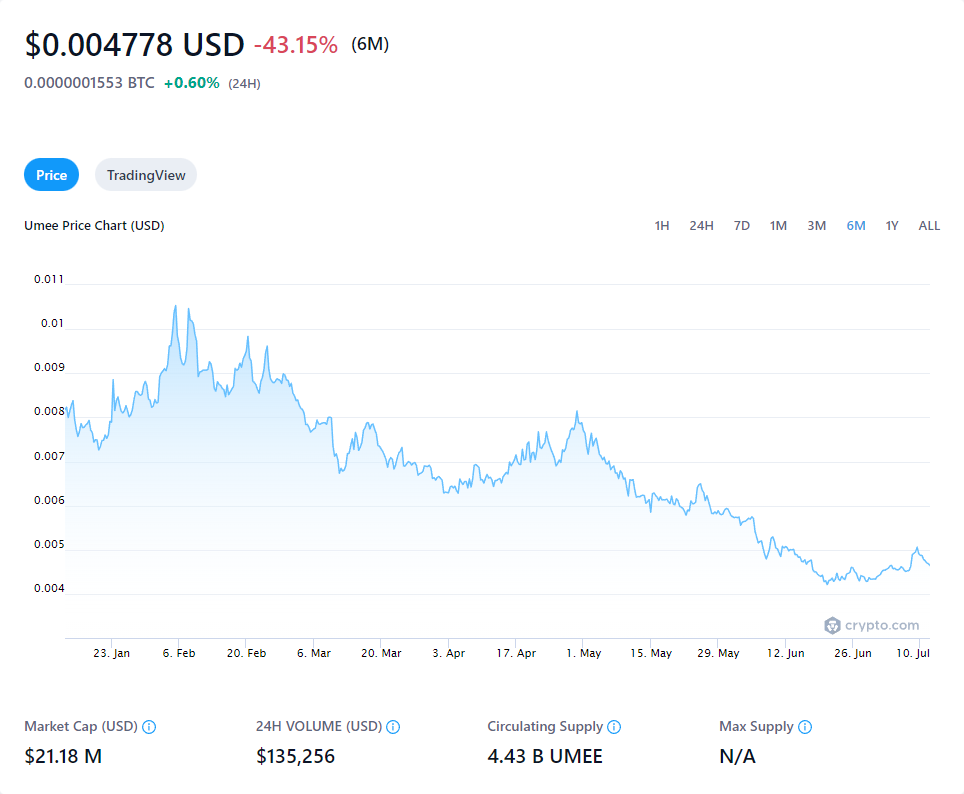 $0.004778 USD -43.15% (6M)
0.0000001553 BTC +0.60% (24H)
Price TradingView
Umee Price Chart (USD) 1H 24H 7D 1M 3M 6M 1Y ALL
0.011
0.01
0.009
0.008
0.007
0.006
0.005
0.004
crypto.com
23. Jan 6. Feb 20. Feb 6. Mar 20. Mar 3. Apr 17. Apr 1. May 15. May 29. May 12. Jun 26. Jun 10. Jul
Market Cap (USD) 24H VOLUME (USD) Circulating Supply Max Supply
$21.18 M $135,256 4.43 B UMEE N/A